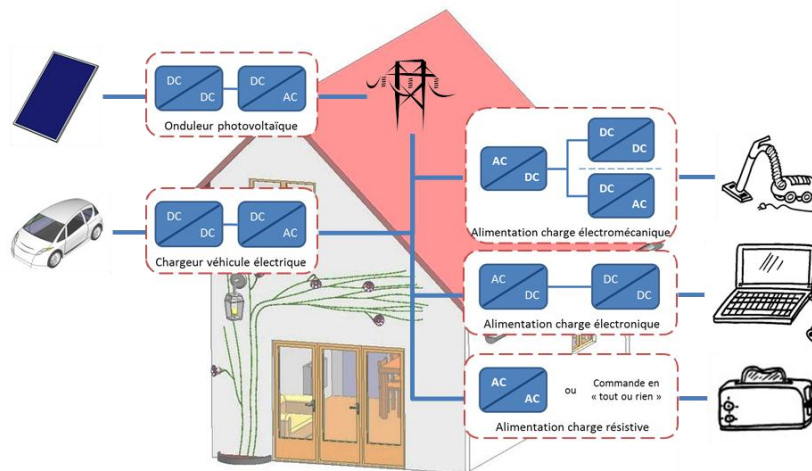 DC
DC
DC
AC
Onduleur photovoltaïque
DC
DC
DC
AC
Chargeur véhicule électrique
AC
DC
DC
DC
DC
AC
Alimentation charge électromécanique
AC
DC
DC
DC
Alimentation charge électronique
AC
AC
ou
Commande en
« tout ou rien »
Alimentation charge résistive